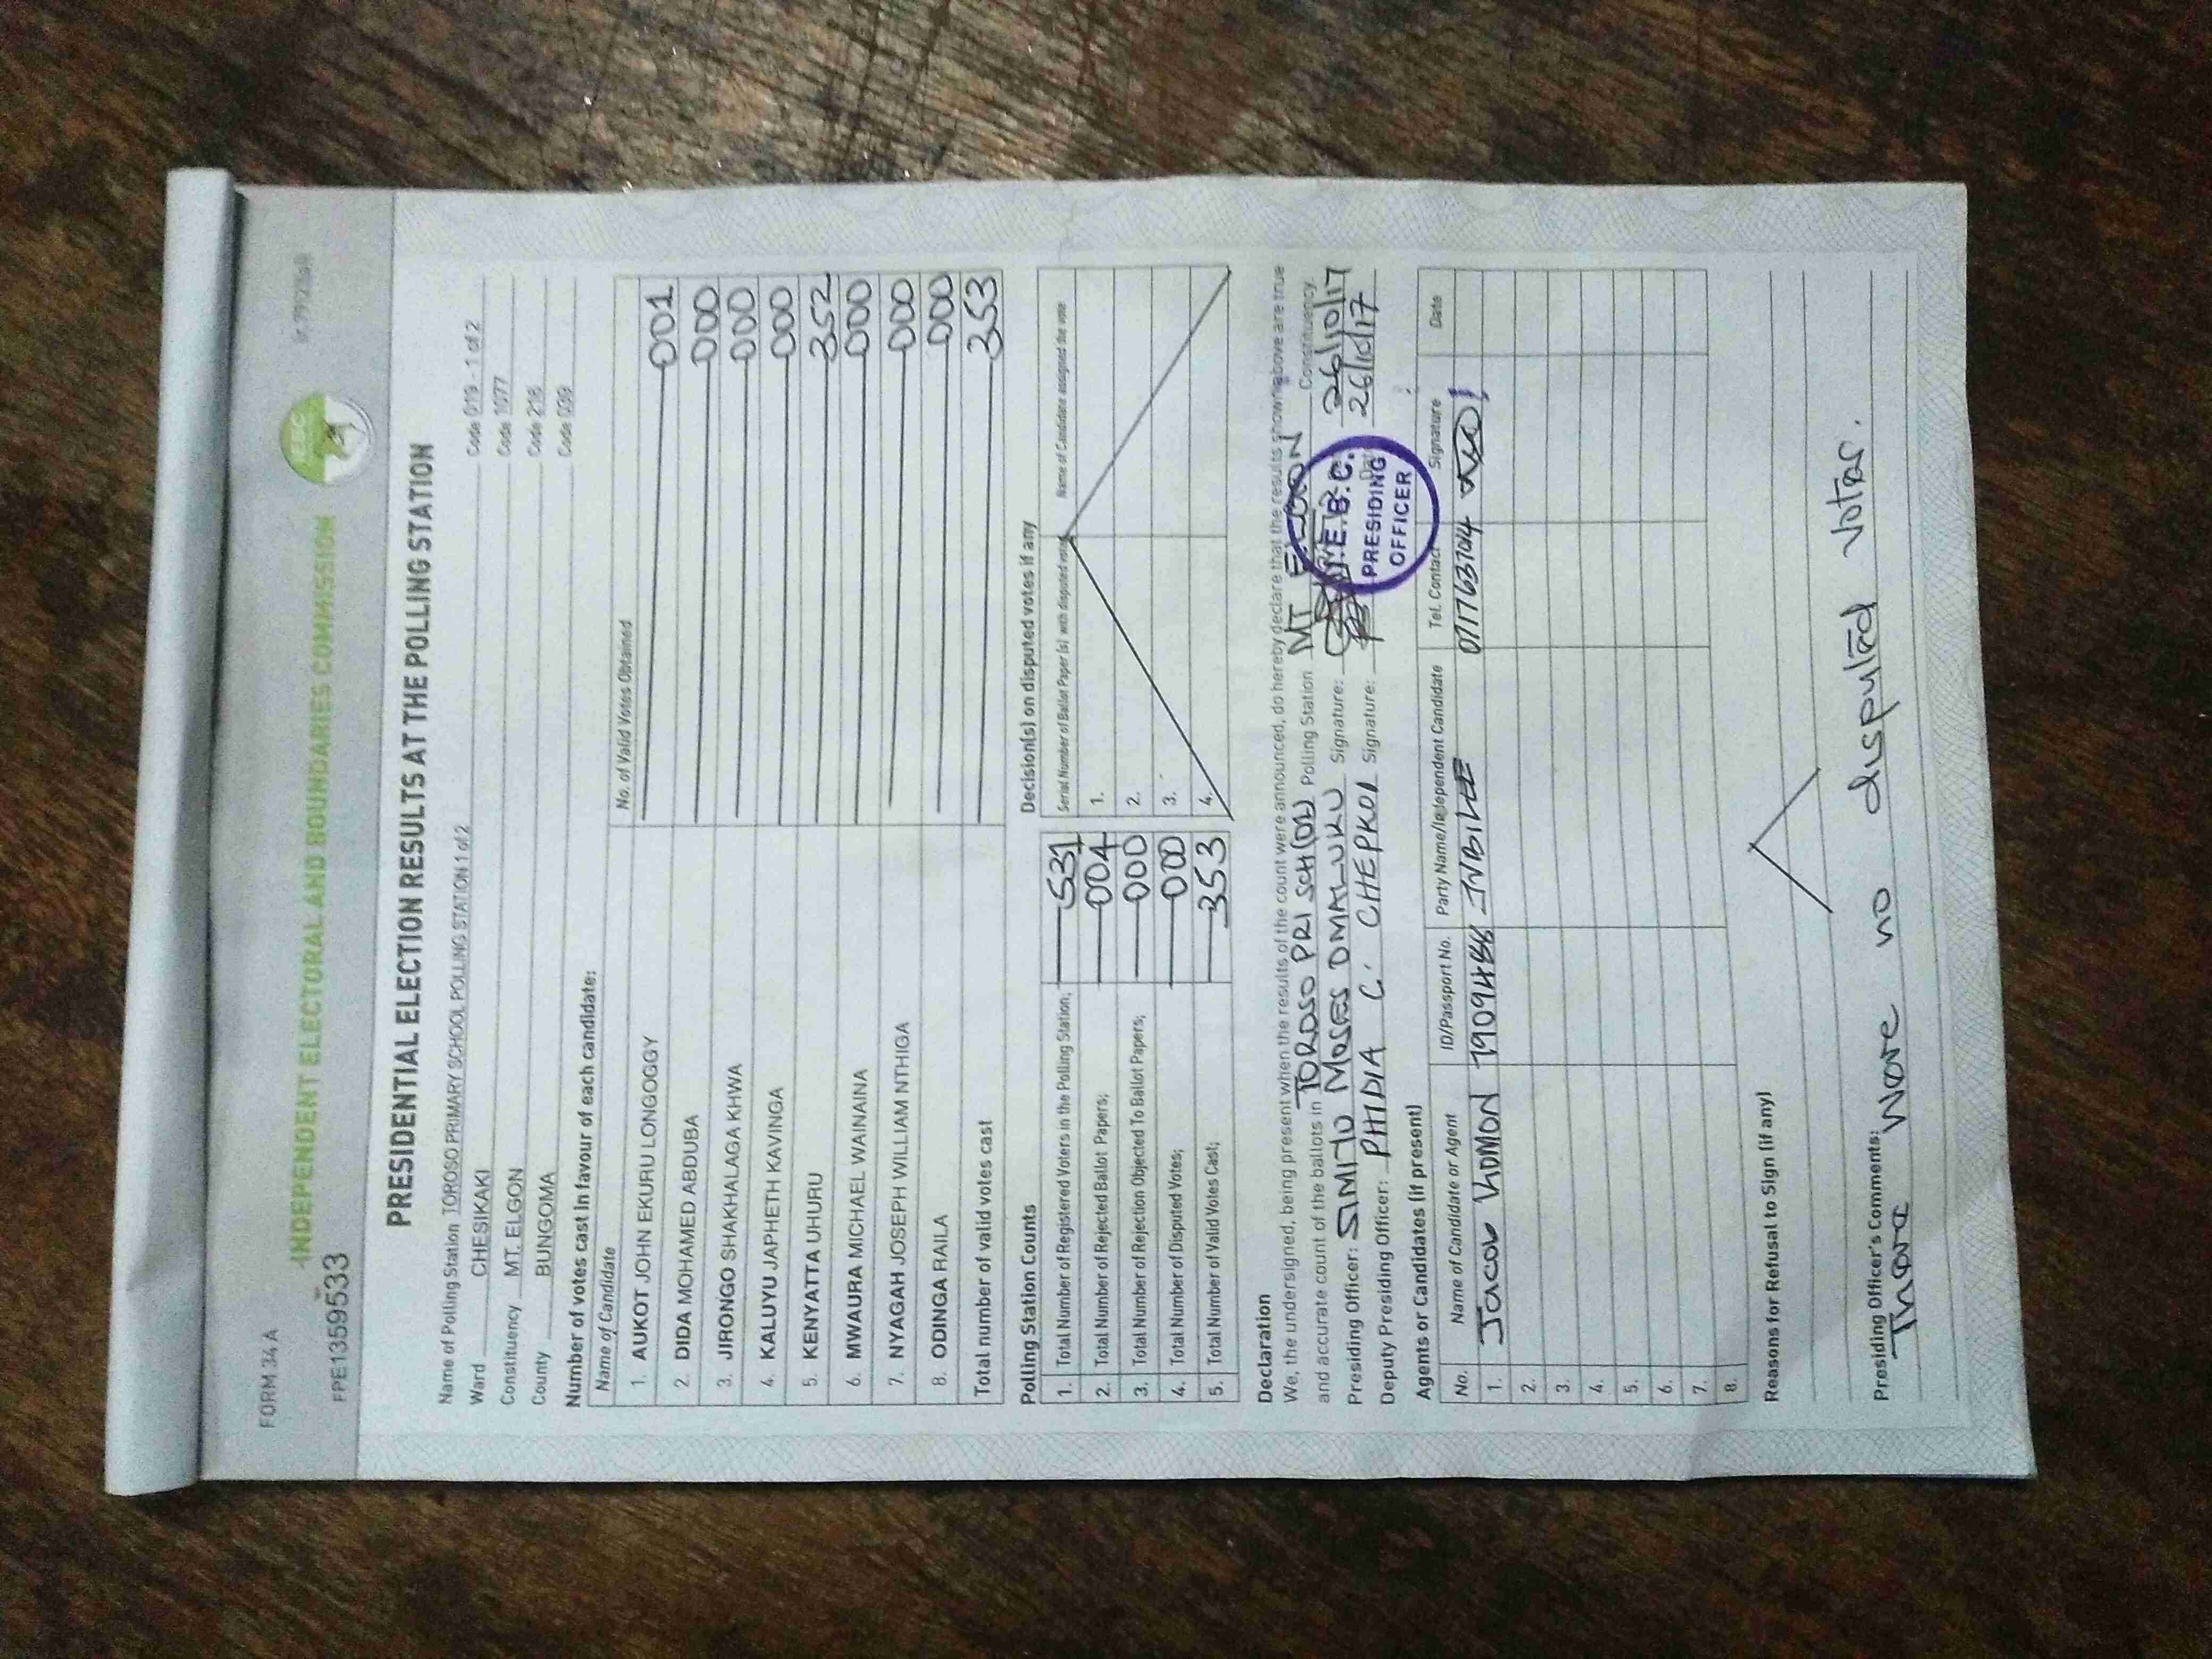 FORM 34 A
INDEPENDENT ELECTORAL AND BOUNDARIES COMMISSION
IEBC
FPE1359533
PRESIDENTIAL ELECTION RESULTS AT THE POLLING STATION
Name of Polling Station TOROSO PRIMARY SCHOOL POLLING STATION 1 of 2 Code 019 - 1 of 2
Ward CHESIKAKI Code 1077
Constituency MT. ELGON Code 216
County BUNGOMA Code 039
Number of votes cast in favour of each candidate:
Name of Candidate No. of Valid Votes Obtained
1. AUKOT JOHN EKURU LONGOGGY 001
2. DIDA MOHAMED ABDUBA 000
3. JIRONGO SHAKHALAGA KHWA 000
4. KALUYU JAPHETH KAVINGA 000
5. KENYATTA UHURU 352
6. MWAURA MICHAEL WAINAINA 000
7. NYAGAH JOSEPH WILLIAM NTHIGA 000
8. ODINGA RAILA 000
Total number of valid votes cast 353
Polling Station Counts
1. Total Number of Registered Voters in the Polling Station; 531
2. Total Number of Rejected Ballot Papers; 004
3. Total Number of Rejection Objected To Ballot Papers; 000
4. Total Number of Disputed Votes; 000
5. Total Number of Valid Votes Cast; 353
Decision(s) on disputed votes if any
Serial Number of Ballot Paper (s) with disputed votes Name of Candidate assigned the vote
1.
2.
3.
4.
Declaration
We, the undersigned, being present when the results of the count were announced, do hereby declare that the results shown above are true
and accurate count of the ballots in TOROSO PRI SCHOOL Polling Station MT ELGON Constituency.
Presiding Officer: SIMITU MOSES OMALUKU Signature: 26/10/17
Deputy Presiding Officer: PHIDIA C. CHEPKOI Signature: Date 26/10/17
I.E.B.C.
PRESIDING
OFFICER
Agents or Candidates (if present)
No. Name of Candidate or Agent ID/Passport No. Party Name/Independent Candidate Tel. Contact Signature Date
1. Jacob KOMON JUBILEE
2.
3.
4.
5.
6.
7.
8.
Reasons for Refusal to Sign (if any)
Presiding Officer's Comments:
There were no disputed votes.